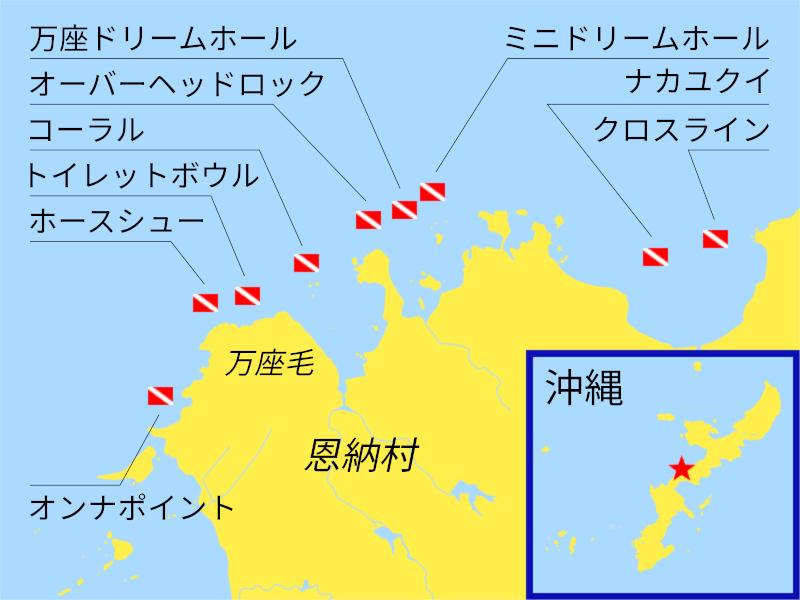 万座ドリームホール
オーバーヘッドロック
コーラル
トイレットボウル
ホースシュー
ミニドリームホール
ナカユクイ
クロスライン
万座毛
恩納村
オンナポイント
沖縄